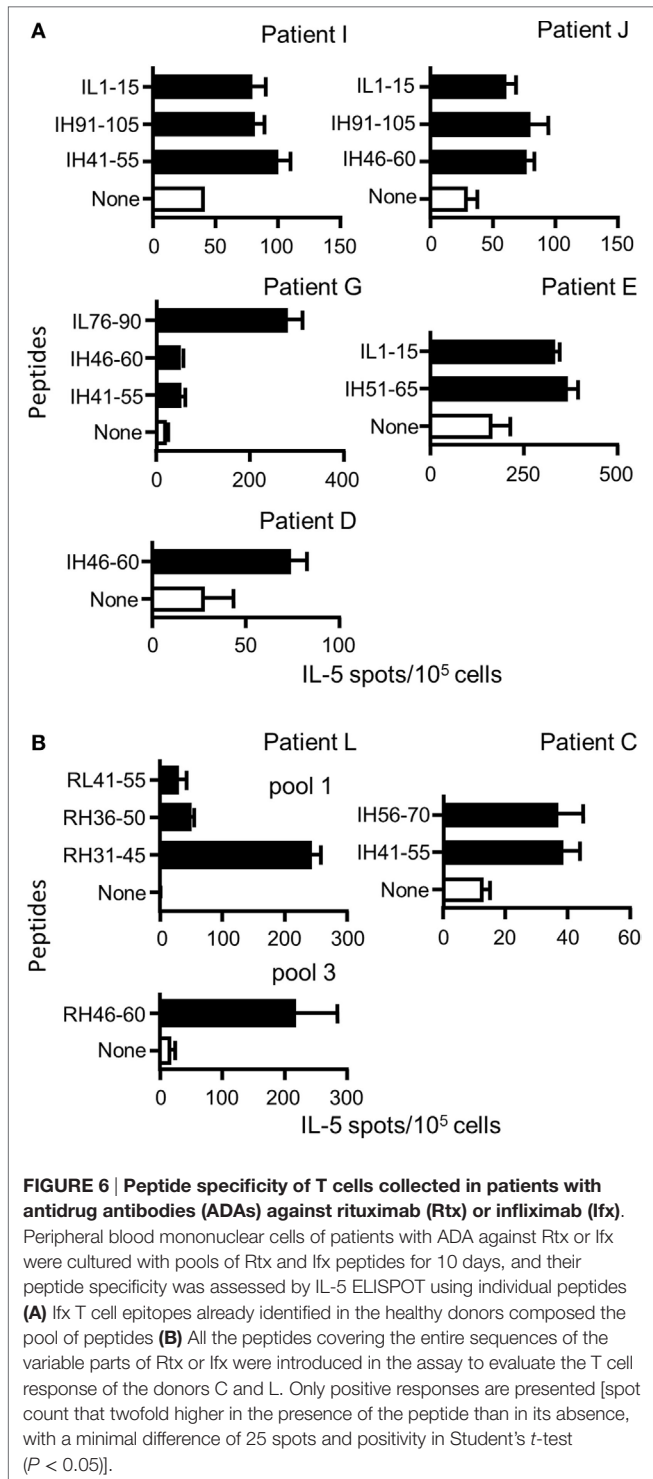 A
Patient I
IL1-15
IH91-105
IH41-55
None
0 50 100 150
Patient J
IL1-15
IH91-105
IH46-60
None
0 50 100 150
Peptides
Patient G
IL76-90
IH46-60
IH41-55
None
0 200 400
Patient E
IL1-15
IH51-65
None
0 250 500
Patient D
IH46-60
None
0 50 100
IL-5 spots/10⁵ cells
B
Peptides
Patient L
pool 1
RL41-55
RH36-50
RH31-45
None
0 100 200 300
Patient C
IH56-70
IH41-55
None
0 20 40 60
pool 3
RH46-60
None
0 100 200 300
IL-5 spots/10⁵ cells
FIGURE 6 | Peptide specificity of T cells collected in patients with
antidrug antibodies (ADAs) against rituximab (Rtx) or infliximab (Ifx).
Peripheral blood mononuclear cells of patients with ADA against Rtx or Ifx
were cultured with pools of Rtx and Ifx peptides for 10 days, and their
peptide specificity was assessed by IL-5 ELISPOT using individual peptides
(A) Ifx T cell epitopes already identified in the healthy donors composed the
pool of peptides (B) All the peptides covering the entire sequences of the
variable parts of Rtx or Ifx were introduced in the assay to evaluate the T cell
response of the donors C and L. Only positive responses are presented [spot
count that twofold higher in the presence of the peptide than in its absence,
with a minimal difference of 25 spots and positivity in Student's t-test
(P < 0.05)].